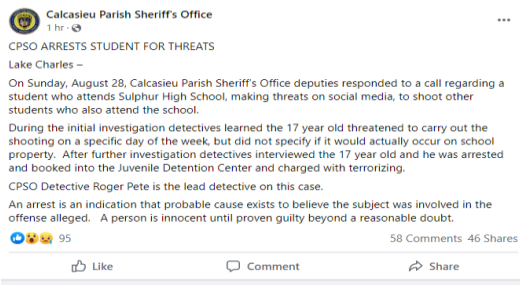 Calcasieu Parish Sheriff's Office
1 hr ·
CPSO ARRESTS STUDENT FOR THREATS
Lake Charles –
On Sunday, August 28, Calcasieu Parish Sheriff's Office deputies responded to a call regarding a
student who attends Sulphur High School, making threats on social media, to shoot other
students who also attend the school.
During the initial investigation detectives learned the 17 year old threatened to carry out the
shooting on a specific day of the week, but did not specify if it would actually occur on school
property.  After further investigation detectives interviewed the 17 year old and he was arrested
and booked into the Juvenile Detention Center and charged with terrorizing.
CPSO Detective Roger Pete is the lead detective on this case.
An arrest is an indication that probable cause exists to believe the subject was involved in the
offense alleged.   A person is innocent until proven guilty beyond a reasonable doubt.
95 58 Comments 46 Shares
Like Comment Share